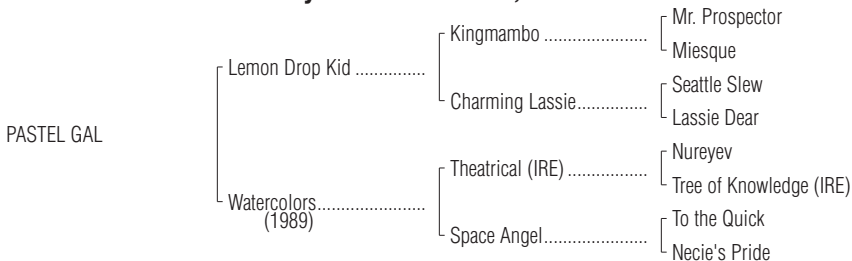 Kingmambo ......................
Mr. Prospector
Miesque
Lemon Drop Kid ...............
Charming Lassie...............
Seattle Slew
Lassie Dear
PASTEL GAL
Theatrical (IRE) .................
Nureyev
Tree of Knowledge (IRE)
Watercolors.......................
(1989)
Space Angel......................
To the Quick
Necie's Pride